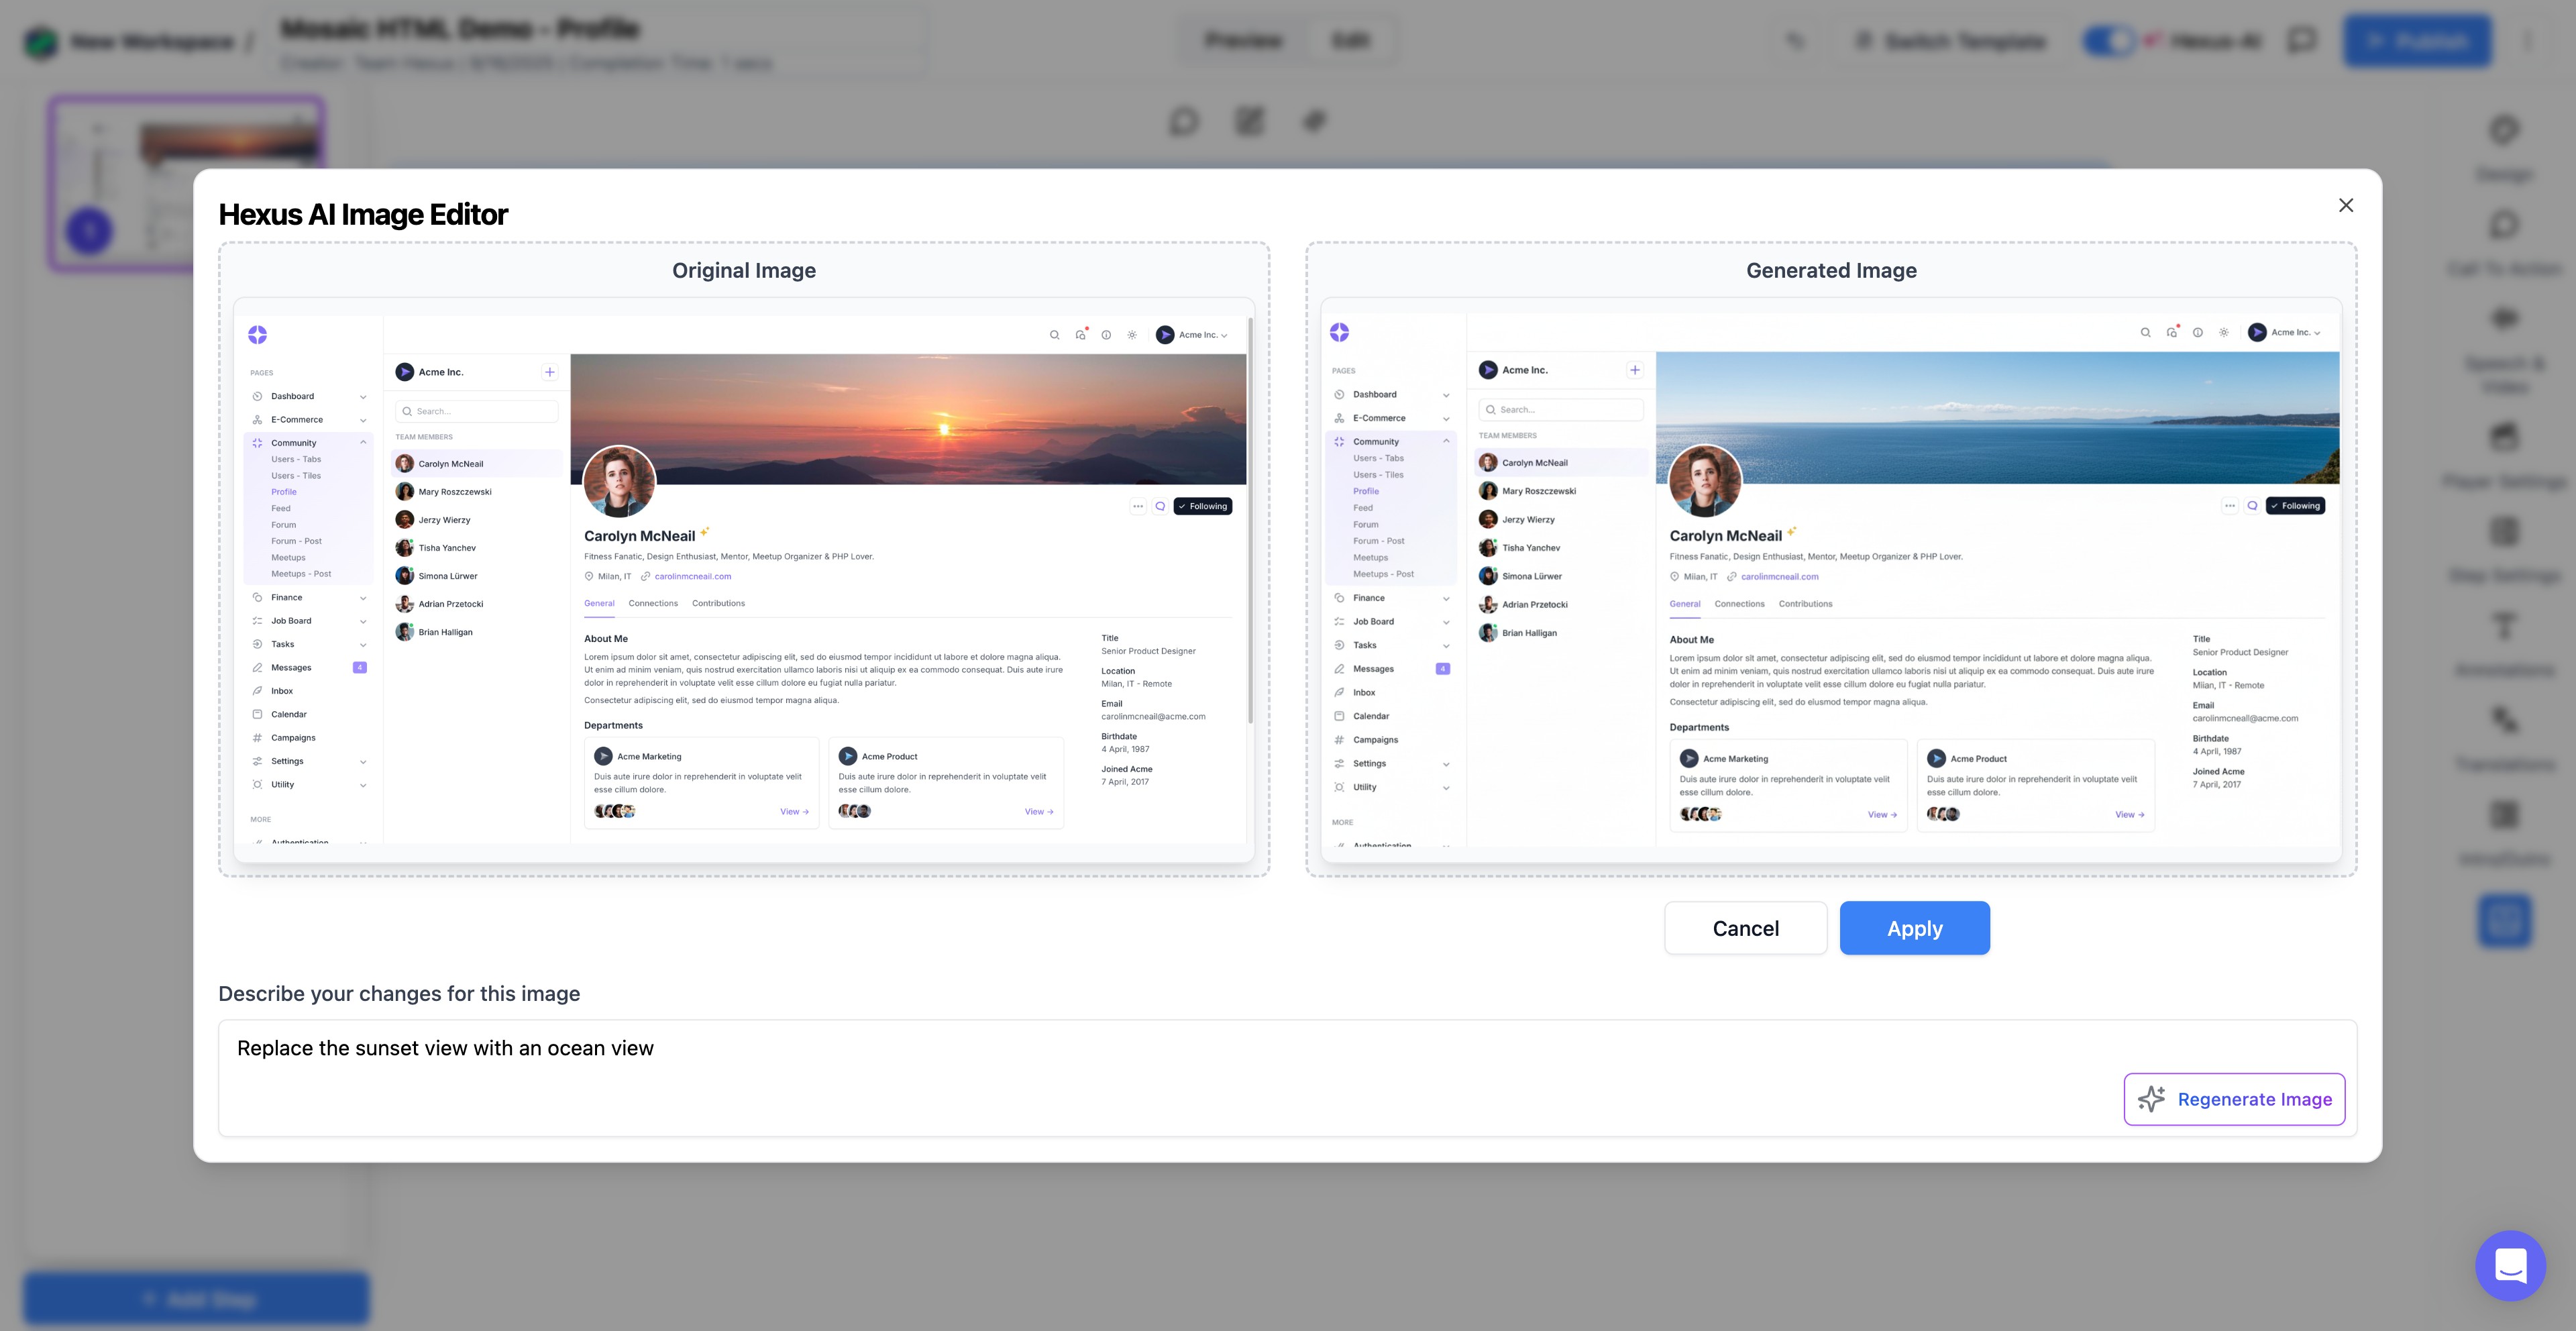 New Workspace /
Mosaic HTML Demo - Profile
Creator: Team Hexus | 9/16/2025 | Completion Time: 1 secs
Preview
Edit
Switch Template
Hexus-AI
Publish
Design
Call To Action
Speech &
Video
Player Settings
Step Settings
Annotations
Translations
Hexus AI Image Editor
Original Image
PAGES
Dashboard
E-Commerce
Community
Users - Tabs
Users - Tiles
Profile
Feed
Forum
Forum - Post
Meetups
Meetups - Post
Finance
Job Board
Tasks
Messages
4
Inbox
Calendar
Campaigns
Settings
Utility
MORE
Authentication
Acme Inc.
Search...
TEAM MEMBERS
Carolyn McNeail
Mary Roszczewski
Jerzy Wierzy
Tisha Yanchev
Simona Lürwer
Adrian Przetocki
Brian Halligan
Acme Inc.
Following
Carolyn McNeail
Fitness Fanatic, Design Enthusiast, Mentor, Meetup Organizer & PHP Lover.
Milan, IT carolinmcneail.com
General Connections Contributions
About Me
Lorem ipsum dolor sit amet, consectetur adipiscing elit, sed do eiusmod tempor incididunt ut labore et dolore magna aliqua.
Ut enim ad minim veniam, quis nostrud exercitation ullamco laboris nisi ut aliquip ex ea commodo consequat. Duis aute irure
dolor in reprehenderit in voluptate velit esse cillum dolore eu fugiat nulla pariatur.
Consectetur adipiscing elit, sed do eiusmod tempor magna aliqua.
Departments
Acme Marketing
Duis aute irure dolor in reprehenderit in voluptate velit
esse cillum dolore.
View ->
Acme Product
Duis aute irure dolor in reprehenderit in voluptate velit
esse cillum dolore.
View ->
Title
Senior Product Designer
Location
Milan, IT - Remote
Email
carolinmcneail@acme.com
Birthdate
4 April, 1987
Joined Acme
7 April, 2017
Generated Image
PAGES
Dashboard
E-Commerce
Community
Users - Tabs
Users - Tiles
Profile
Feed
Forum
Forum - Post
Meetups
Meetups - Post
Finance
Job Board
Tasks
Messages
4
Inbox
Calendar
Campaigns
Settings
Utility
MORE
Authentication
Acme Inc.
Search...
TEAM MEMBERS
Carolyn McNeail
Mary Roszczewski
Jerzy Wierzy
Tisha Yanchev
Simona Lürwer
Adrian Przetocki
Brian Halligan
Acme Inc.
Following
Carolyn McNeail
Fitness Fanatic, Design Enthusiast, Mentor, Meetup Organizer & PHP Lover.
Milan, IT carolinmcneail.com
General Connections Contributions
About Me
Lorem ipsum dolor sit amet, consectetur adipiscing elit, sed do eiusmod tempor incididunt ut labore et dolore magna aliqua.
Ut enim ad minim veniam, quis nostrud exercitation ullamco laboris nisi ut aliquip ex ea commodo consequat. Duis aute irure
dolor in reprehenderit in voluptate velit esse cillum dolore eu fugiat nulla pariatur.
Consectetur adipiscing elit, sed do eiusmod tempor magna aliqua.
Departments
Acme Marketing
Duis aute irure dolor in reprehenderit in voluptate velit
esse cillum dolore.
View ->
Acme Product
Duis aute irure dolor in reprehenderit in voluptate velit
esse cillum dolore.
View ->
Title
Senior Product Designer
Location
Milan, IT - Remote
Email
carolinmcneail@acme.com
Birthdate
4 April, 1987
Joined Acme
7 April, 2017
Cancel
Apply
Describe your changes for this image
Replace the sunset view with an ocean view
Regenerate Image
+ Add Step